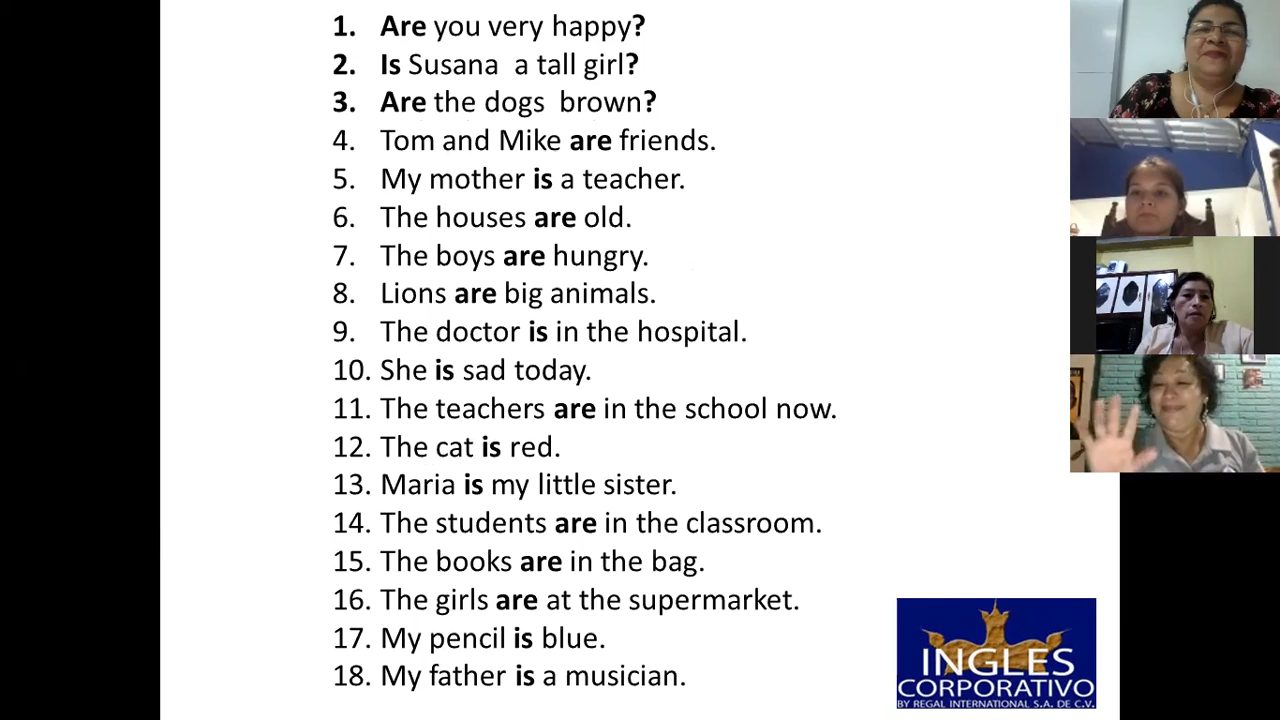 1. Are you very happy?
2. Is Susana a tall girl?
3. Are the dogs brown?
4. Tom and Mike are friends.
5. My mother is a teacher.
6. The houses are old.
7. The boys are hungry.
8. Lions are big animals.
9. The doctor is in the hospital.
10. She is sad today.
11. The teachers are in the school now.
12. The cat is red.
13. Maria is my little sister.
14. The students are in the classroom.
15. The books are in the bag.
16. The girls are at the supermarket.
17. My pencil is blue.
18. My father is a musician.
INGLES
CORPORATIVO
BY REGAL INTERNATIONAL S.A. DE C.V.